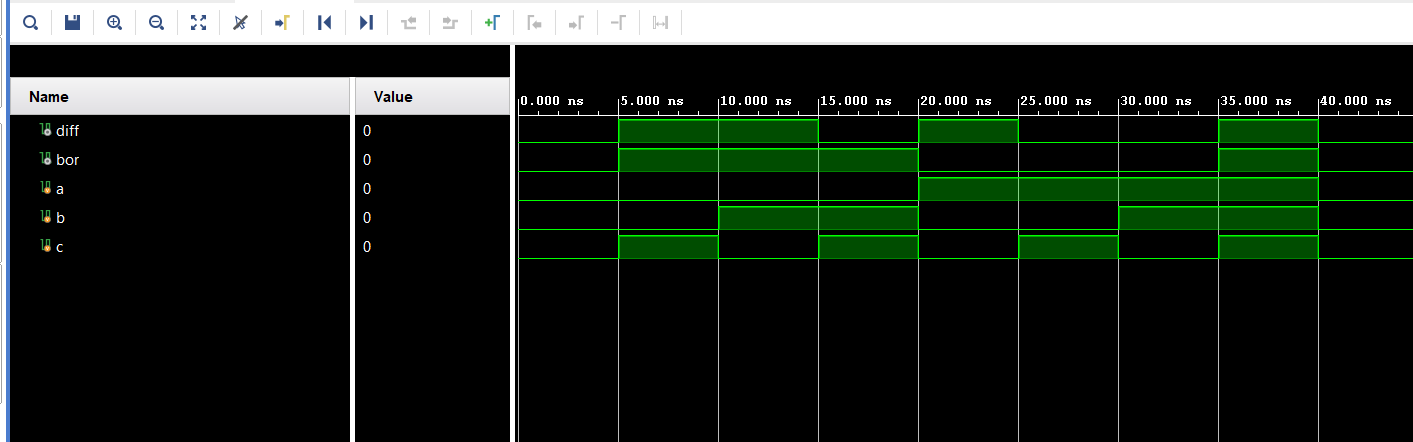 Name Value
0.000 ns 5.000 ns 10.000 ns 15.000 ns 20.000 ns 25.000 ns 30.000 ns 35.000 ns 40.000 ns
diff 0
bor 0
a 0
b 0
c 0